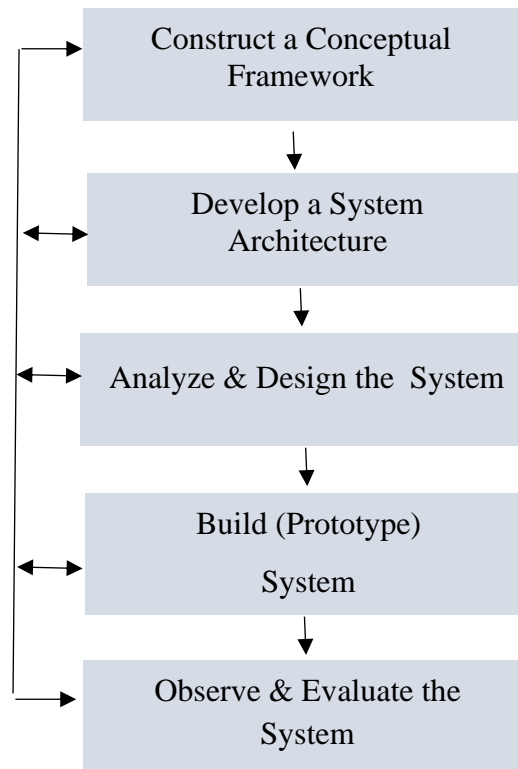 Construct a Conceptual
Framework
Develop a System
Architecture
Analyze & Design the System
Build (Prototype)
System
Observe & Evaluate the
System